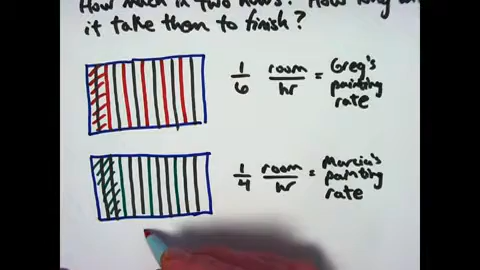 How much in two hours? How long
it take them to finish?
1/6 room/hr = Greg's painting rate
1/4 room/hr = Marcia's painting rate